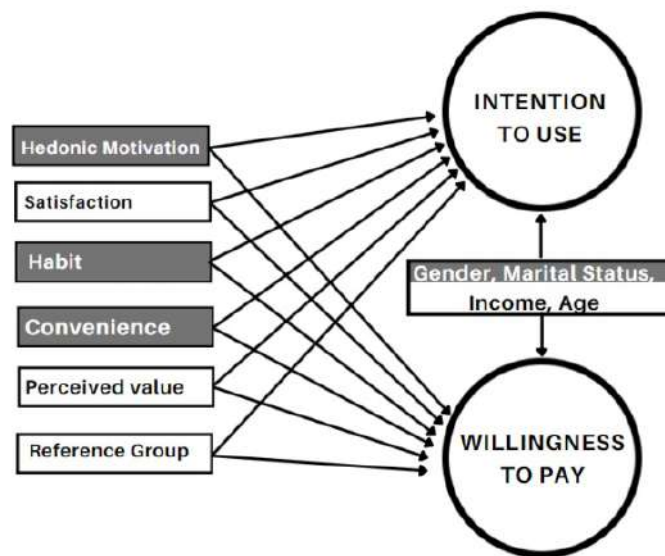 INTENTION
TO USE
Hedonic Motivation
Satisfaction
Habit
Convenience
Perceived value
Reference Group
Gender, Marital Status,
Income, Age
WILLINGNESS
TO PAY